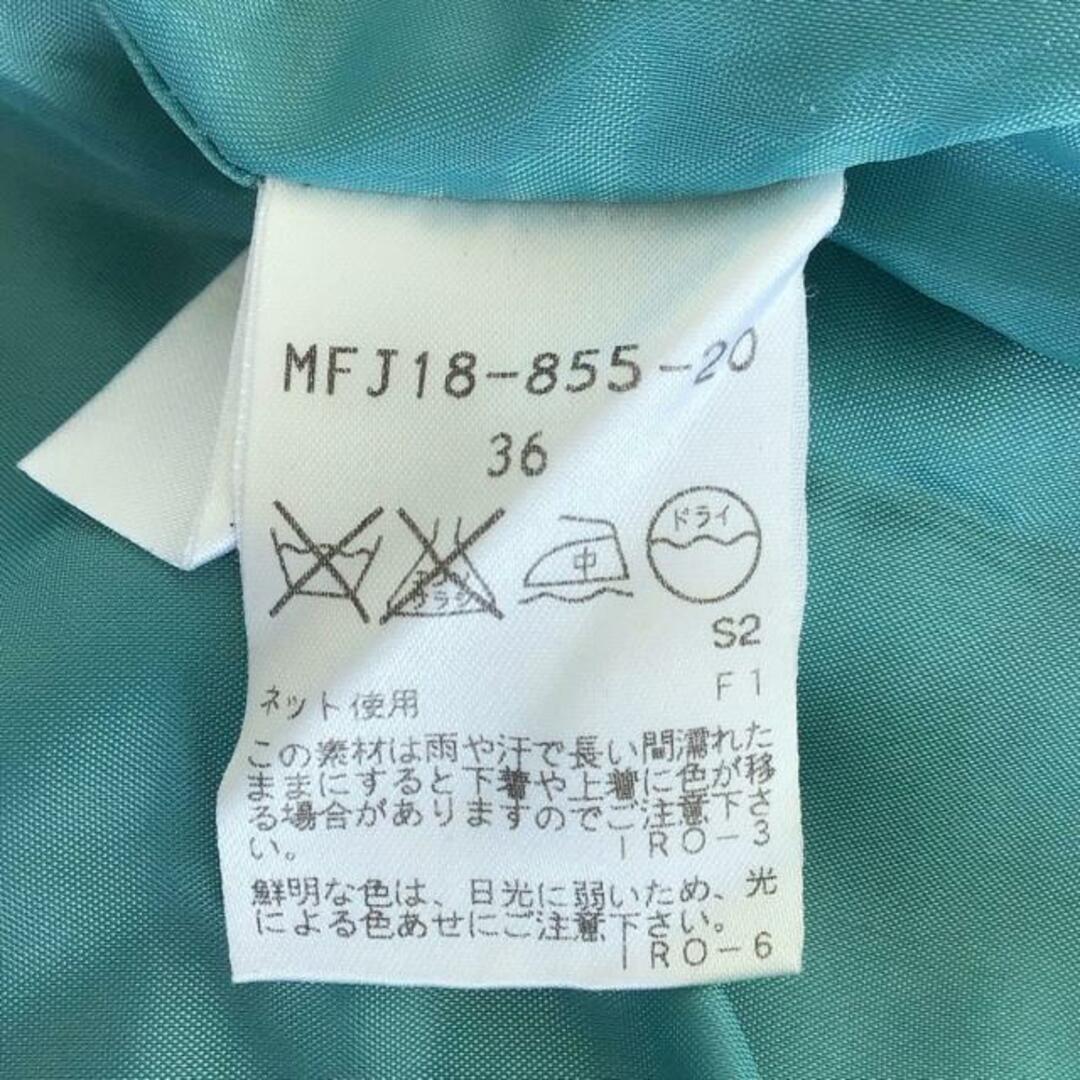 MFJ18-855-20
36
中
ドライ
S2
F1
ネット使用
この素材は雨や汗で長い間濡れた
ままにすると下着や上着に色が移
る場合がありますのでご注意下さ
い。
IRO-3
鮮明な色は、日光に弱いため、光
による色あせにご注意下さい。
IRO-6